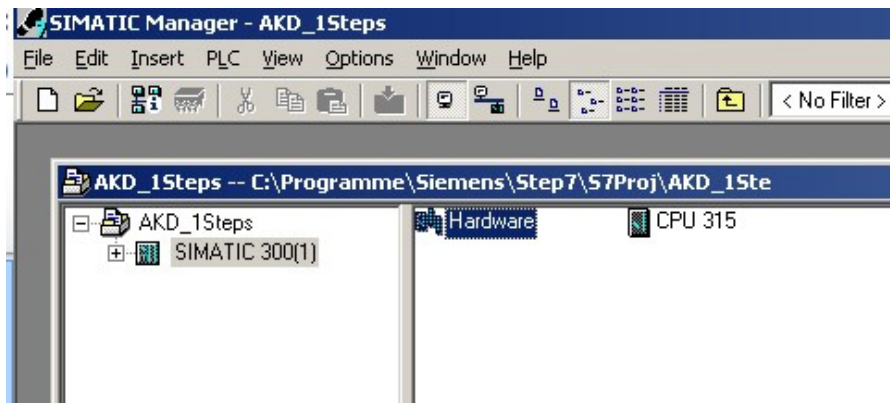 SIMATIC Manager - AKD_1Steps
File Edit Insert PLC View Options Window Help
< No Filter >
AKD_1Steps -- C:\Programme\Siemens\Step7\S7Proj\AKD_1Ste
AKD_1Steps
SIMATIC 300(1)
Hardware
CPU 315